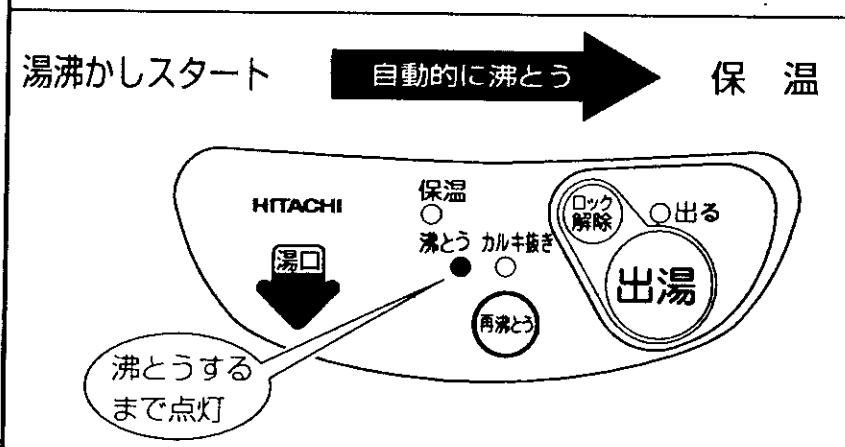 湯沸かしスタート
自動的に沸とう
保 温
HITACHI
湯口
保温
沸とう カルキ抜き
再沸とう
ロック
解除
出る
出湯
沸とうする
まで点灯